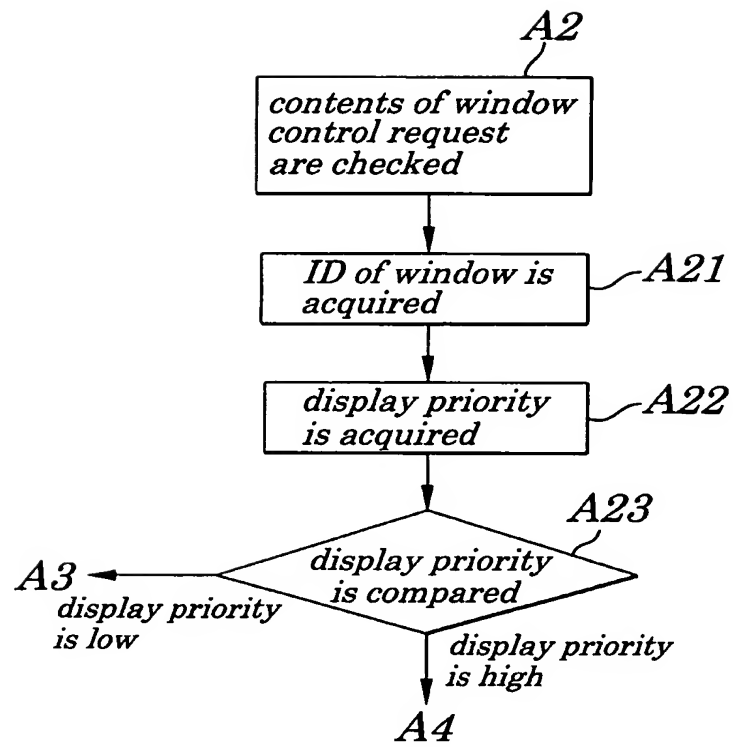 A2
contents of window
control request
are checked
ID of window is
acquired
A21
display priority
is acquired
A22
A23
display priority
is compared
A3
display priority
is low
display priority
is high
A4